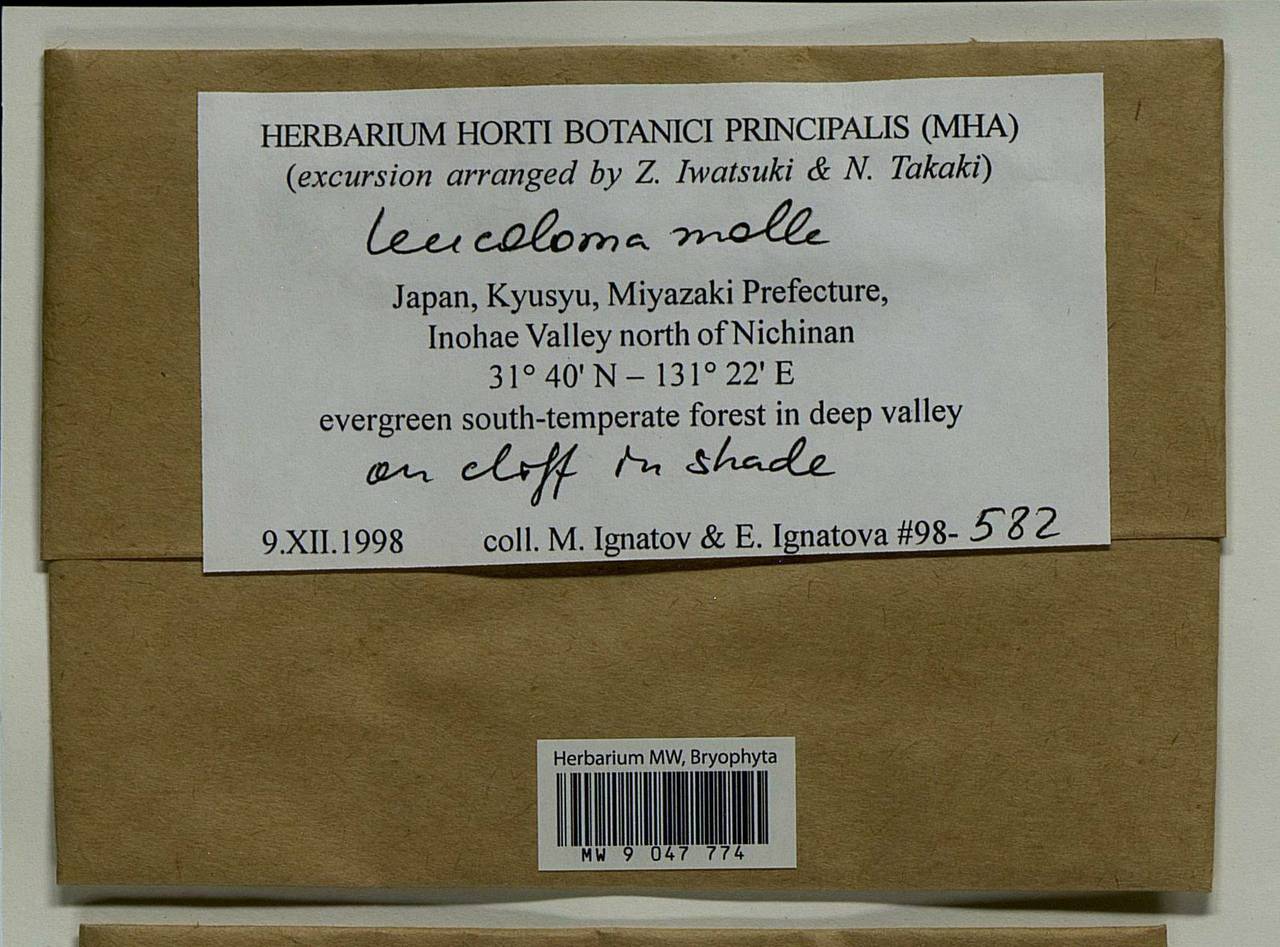 HERBARIUM HORTI BOTANICI PRINCIPALIS (MHA)
(excursion arranged by Z. Iwatsuki & N. Takaki)
Leucoloma molle
Japan, Kyusyu, Miyazaki Prefecture,
Inohae Valley north of Nichinan
31° 40' N – 131° 22' E
evergreen south-temperate forest in deep valley
on cliff in shade
9.XII.1998 coll. M. Ignatov & E. Ignatova #98- 582
Herbarium MW, Bryophyta
MW 9 047 774